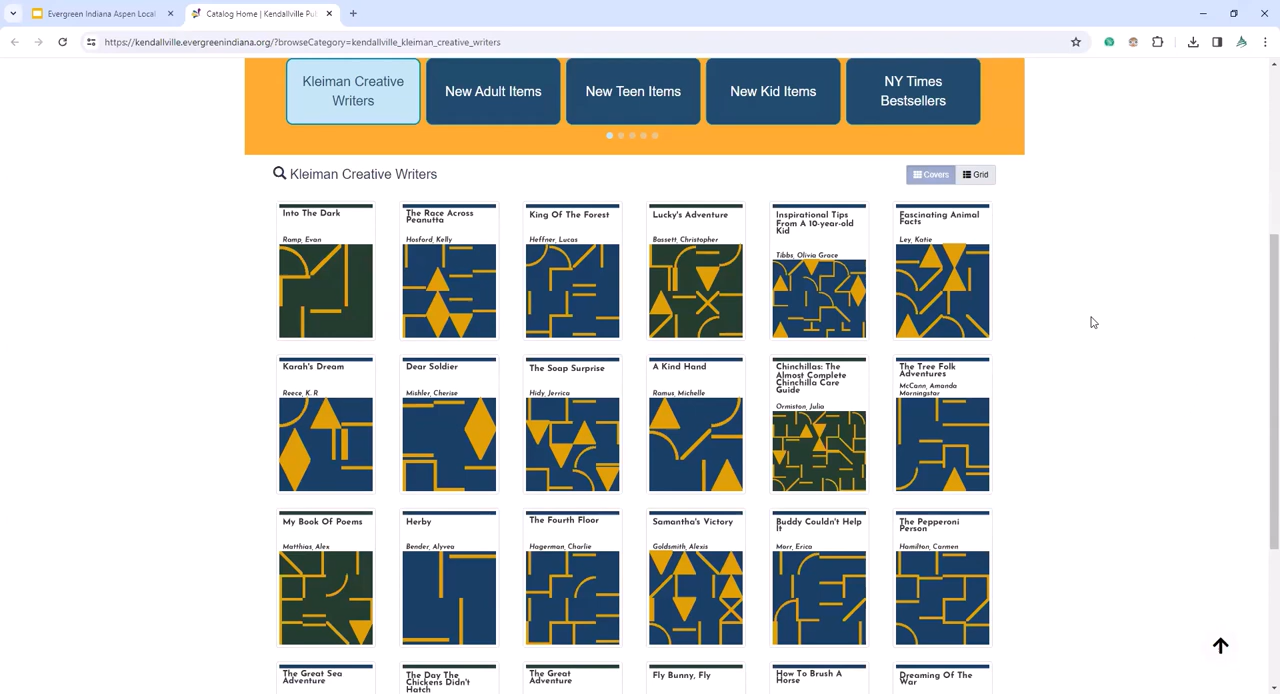 Evergreen Indiana Aspen Local
Catalog Home | Kendallville Pu
https://kendallville.evergreenindiana.org/?browseCategory=kendallville_kleiman_creative_writers
Kleiman Creative
Writers
New Adult Items
New Teen Items
New Kid Items
NY Times
Bestsellers
Kleiman Creative Writers
Covers
Grid
Into The Dark
Ramp, Evan
The Race Across
Peanutta
Hosford, Kelly
King Of The Forest
Heffner, Lucas
Lucky's Adventure
Bassett, Christopher
Inspirational Tips
From A 10-year-old
Kid
Tibbs, Olivia Grace
Fascinating Animal
Facts
Ley, Katie
Karah's Dream
Reece, K. R
Dear Soldier
Mishler, Cherise
The Soap Surprise
Hidy, Jerrica
A Kind Hand
Ramus, Michelle
Chinchillas: The
Almost Complete
Chinchilla Care
Guide
Ormiston, Julia
The Tree Folk
Adventures
McCann, Amanda
Morningstar
My Book Of Poems
Matthias, Alex
Herby
Bender, Alyvea
The Fourth Floor
Hagerman, Charlie
Samantha's Victory
Goldsmith, Alexis
Buddy Couldn't Help
It
Morr, Erica
The Pepperoni
Person
Hamilton, Carmen
The Great Sea
Adventure
The Day The
Chickens Didn't
Hatch
The Great
Adventure
Fly Bunny, Fly
How To Brush A
Horse
Dreaming Of The
War